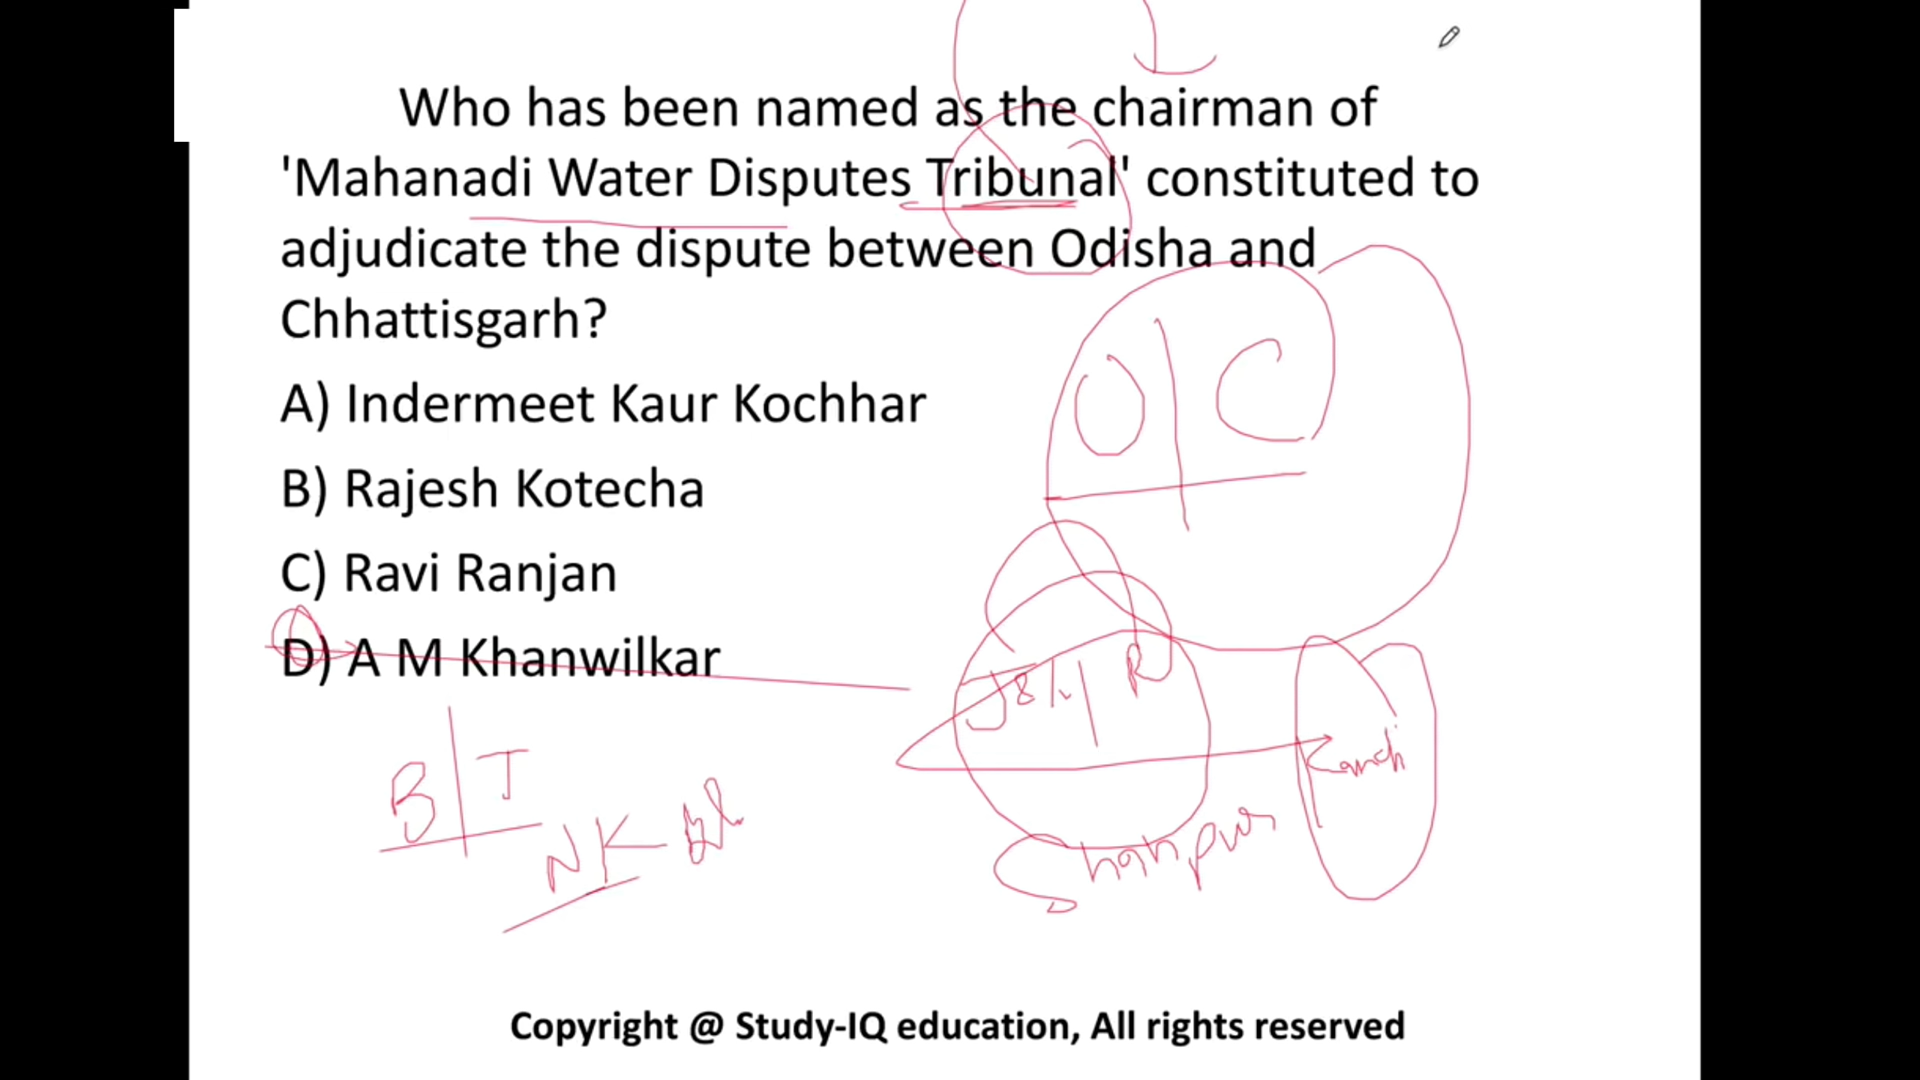 Who has been named as the chairman of
'Mahanadi Water Disputes Tribunal' constituted to
adjudicate the dispute between Odisha and
Chhattisgarh?
O C
A) Indermeet Kaur Kochhar
B) Rajesh Kotecha
C) Ravi Ranjan
D) A M Khanwilkar
J&K R
B J
NK
Copyright @ Study-IQ education, All rights reserved